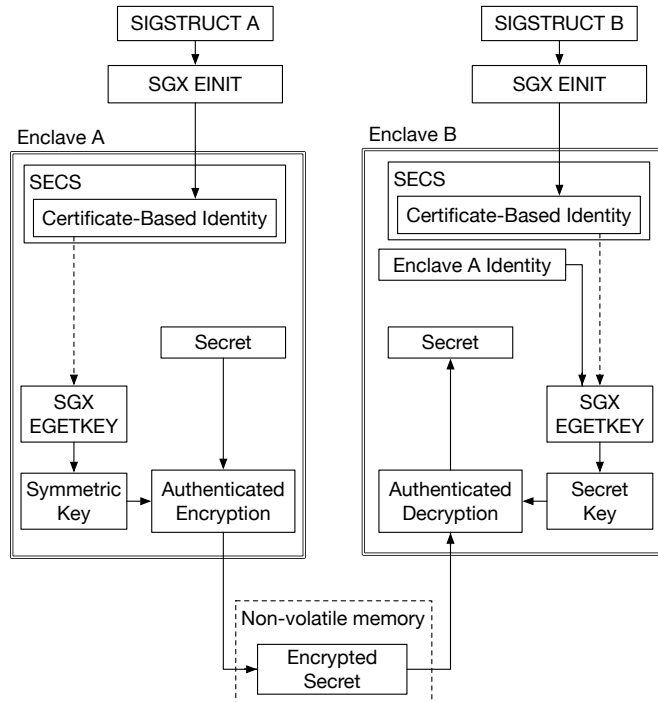 SIGSTRUCT A
SIGSTRUCT B
SGX EINIT
SGX EINIT
Enclave A
Enclave B
SECS
SECS
Certificate-Based Identity
Certificate-Based Identity
Enclave A Identity
Secret
Secret
SGX
EGETKEY
SGX
EGETKEY
Symmetric
Key
Authenticated
Encryption
Authenticated
Decryption
Secret
Key
Non-volatile memory
Encrypted
Secret